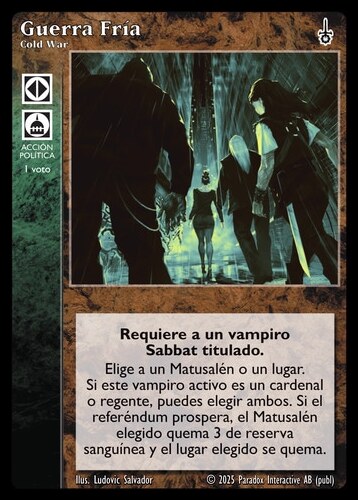 Guerra Fría
Cold War
ACCIÓN
POLÍTICA
1 voto
Requiere a un vampiro
Sabbat titulado.
Elige a un Matusalén o un lugar.
Si este vampiro activo es un cardenal
o regente, puedes elegir ambos. Si el
referéndum prospera, el Matusalén
elegido quema 3 de reserva
sanguínea y el lugar elegido se quema.
Ilus. Ludovic Salvador
© 2025 Paradox Interactive AB (publ)